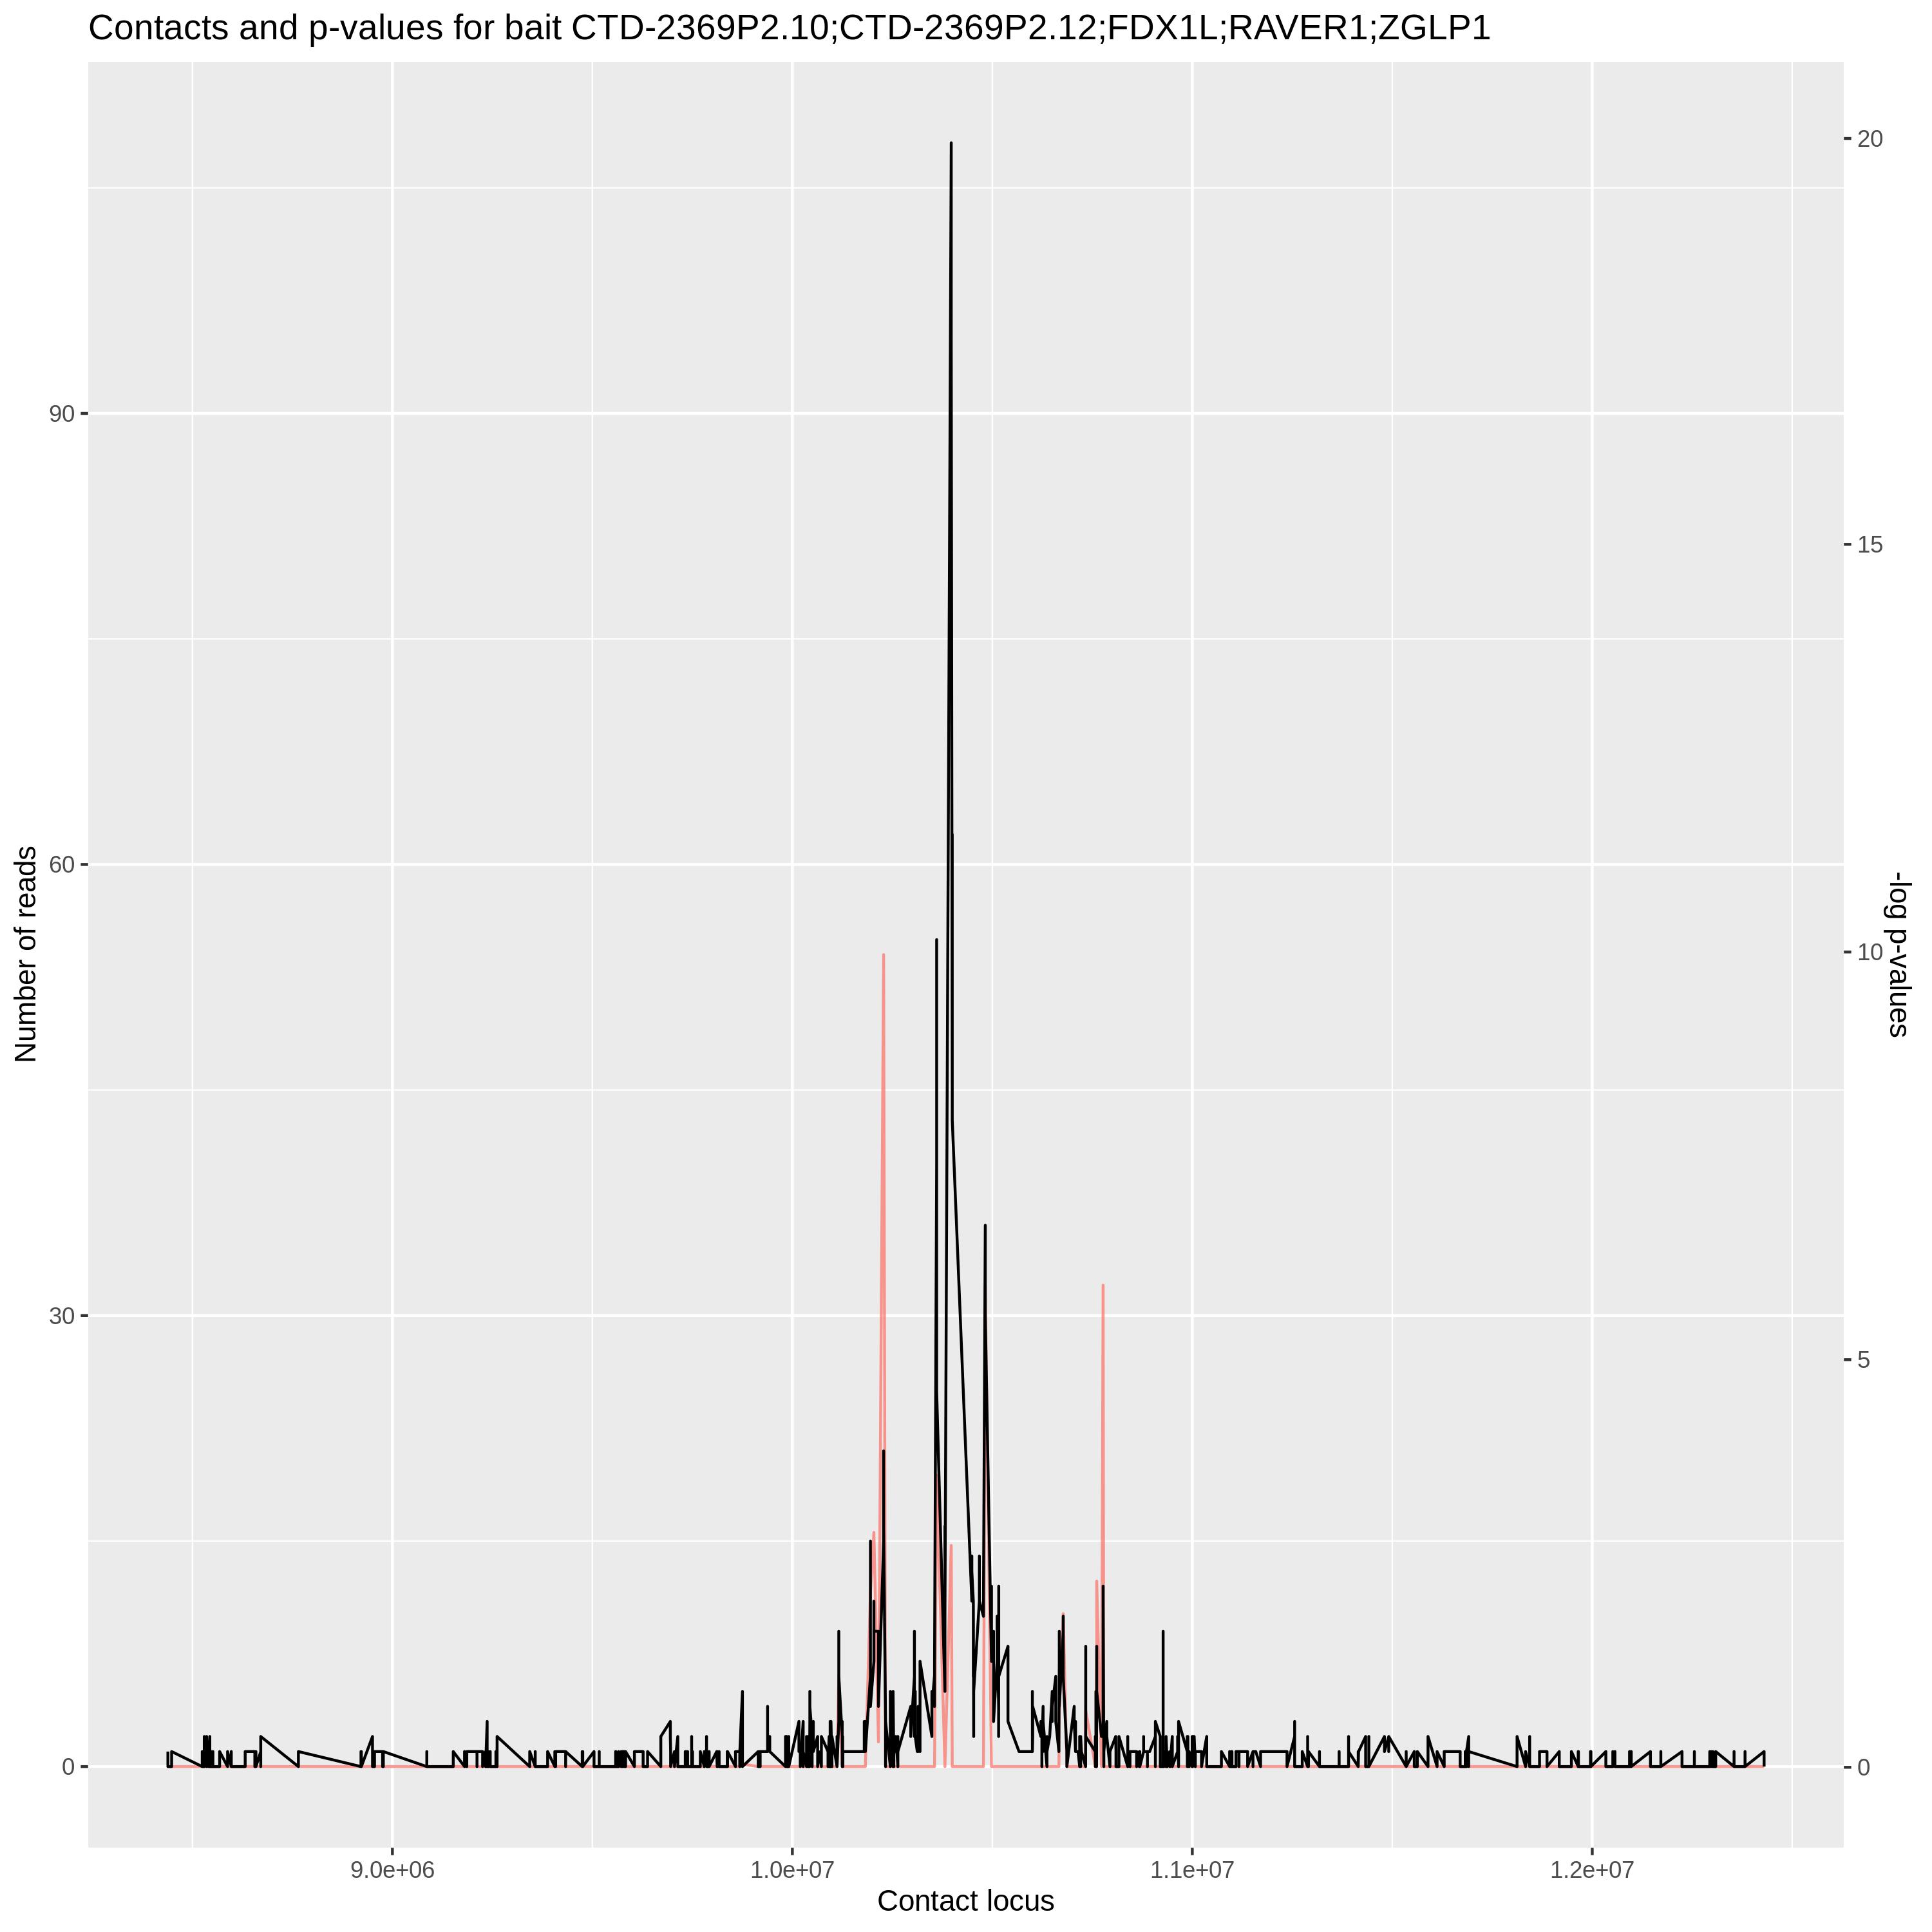 Contacts and p-values for bait CTD-2369P2.10;CTD-2369P2.12;FDX1L;RAVER1;ZGLP1
Number of reads
90
60
30
0
20
15
10
5
0
-log p-values
9.0e+06 1.0e+07 1.1e+07 1.2e+07
Contact locus